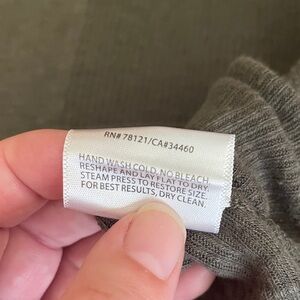 RN# 78121/CA#34460
HAND WASH COLD, NO BLEACH,
RESHAPE AND LAY FLAT TO DRY.
STEAM PRESS TO RESTORE SIZE.
FOR BEST RESULTS, DRY CLEAN.